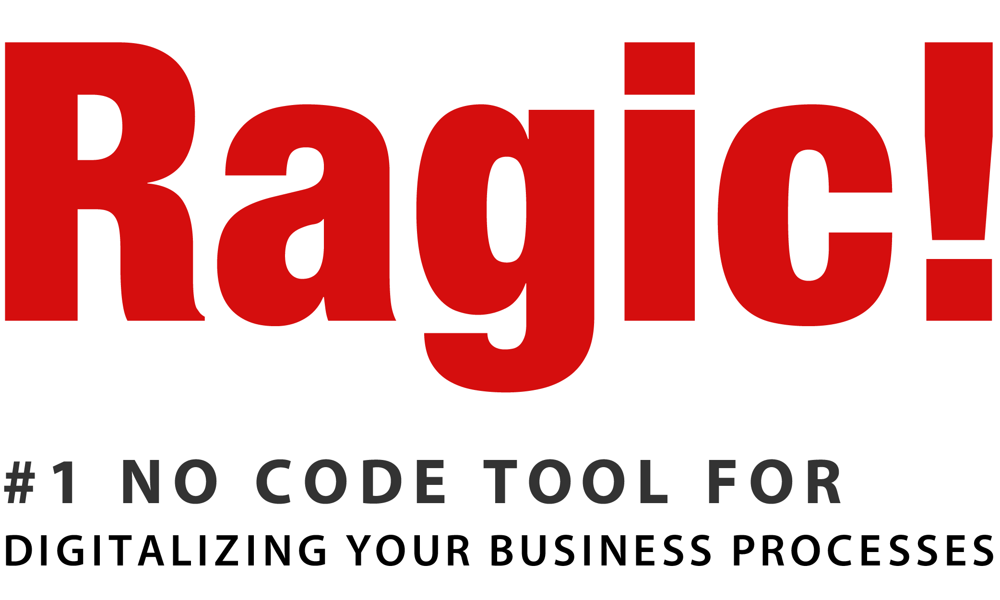 Ragic!
#1 NO CODE TOOL FOR
DIGITALIZING YOUR BUSINESS PROCESSES